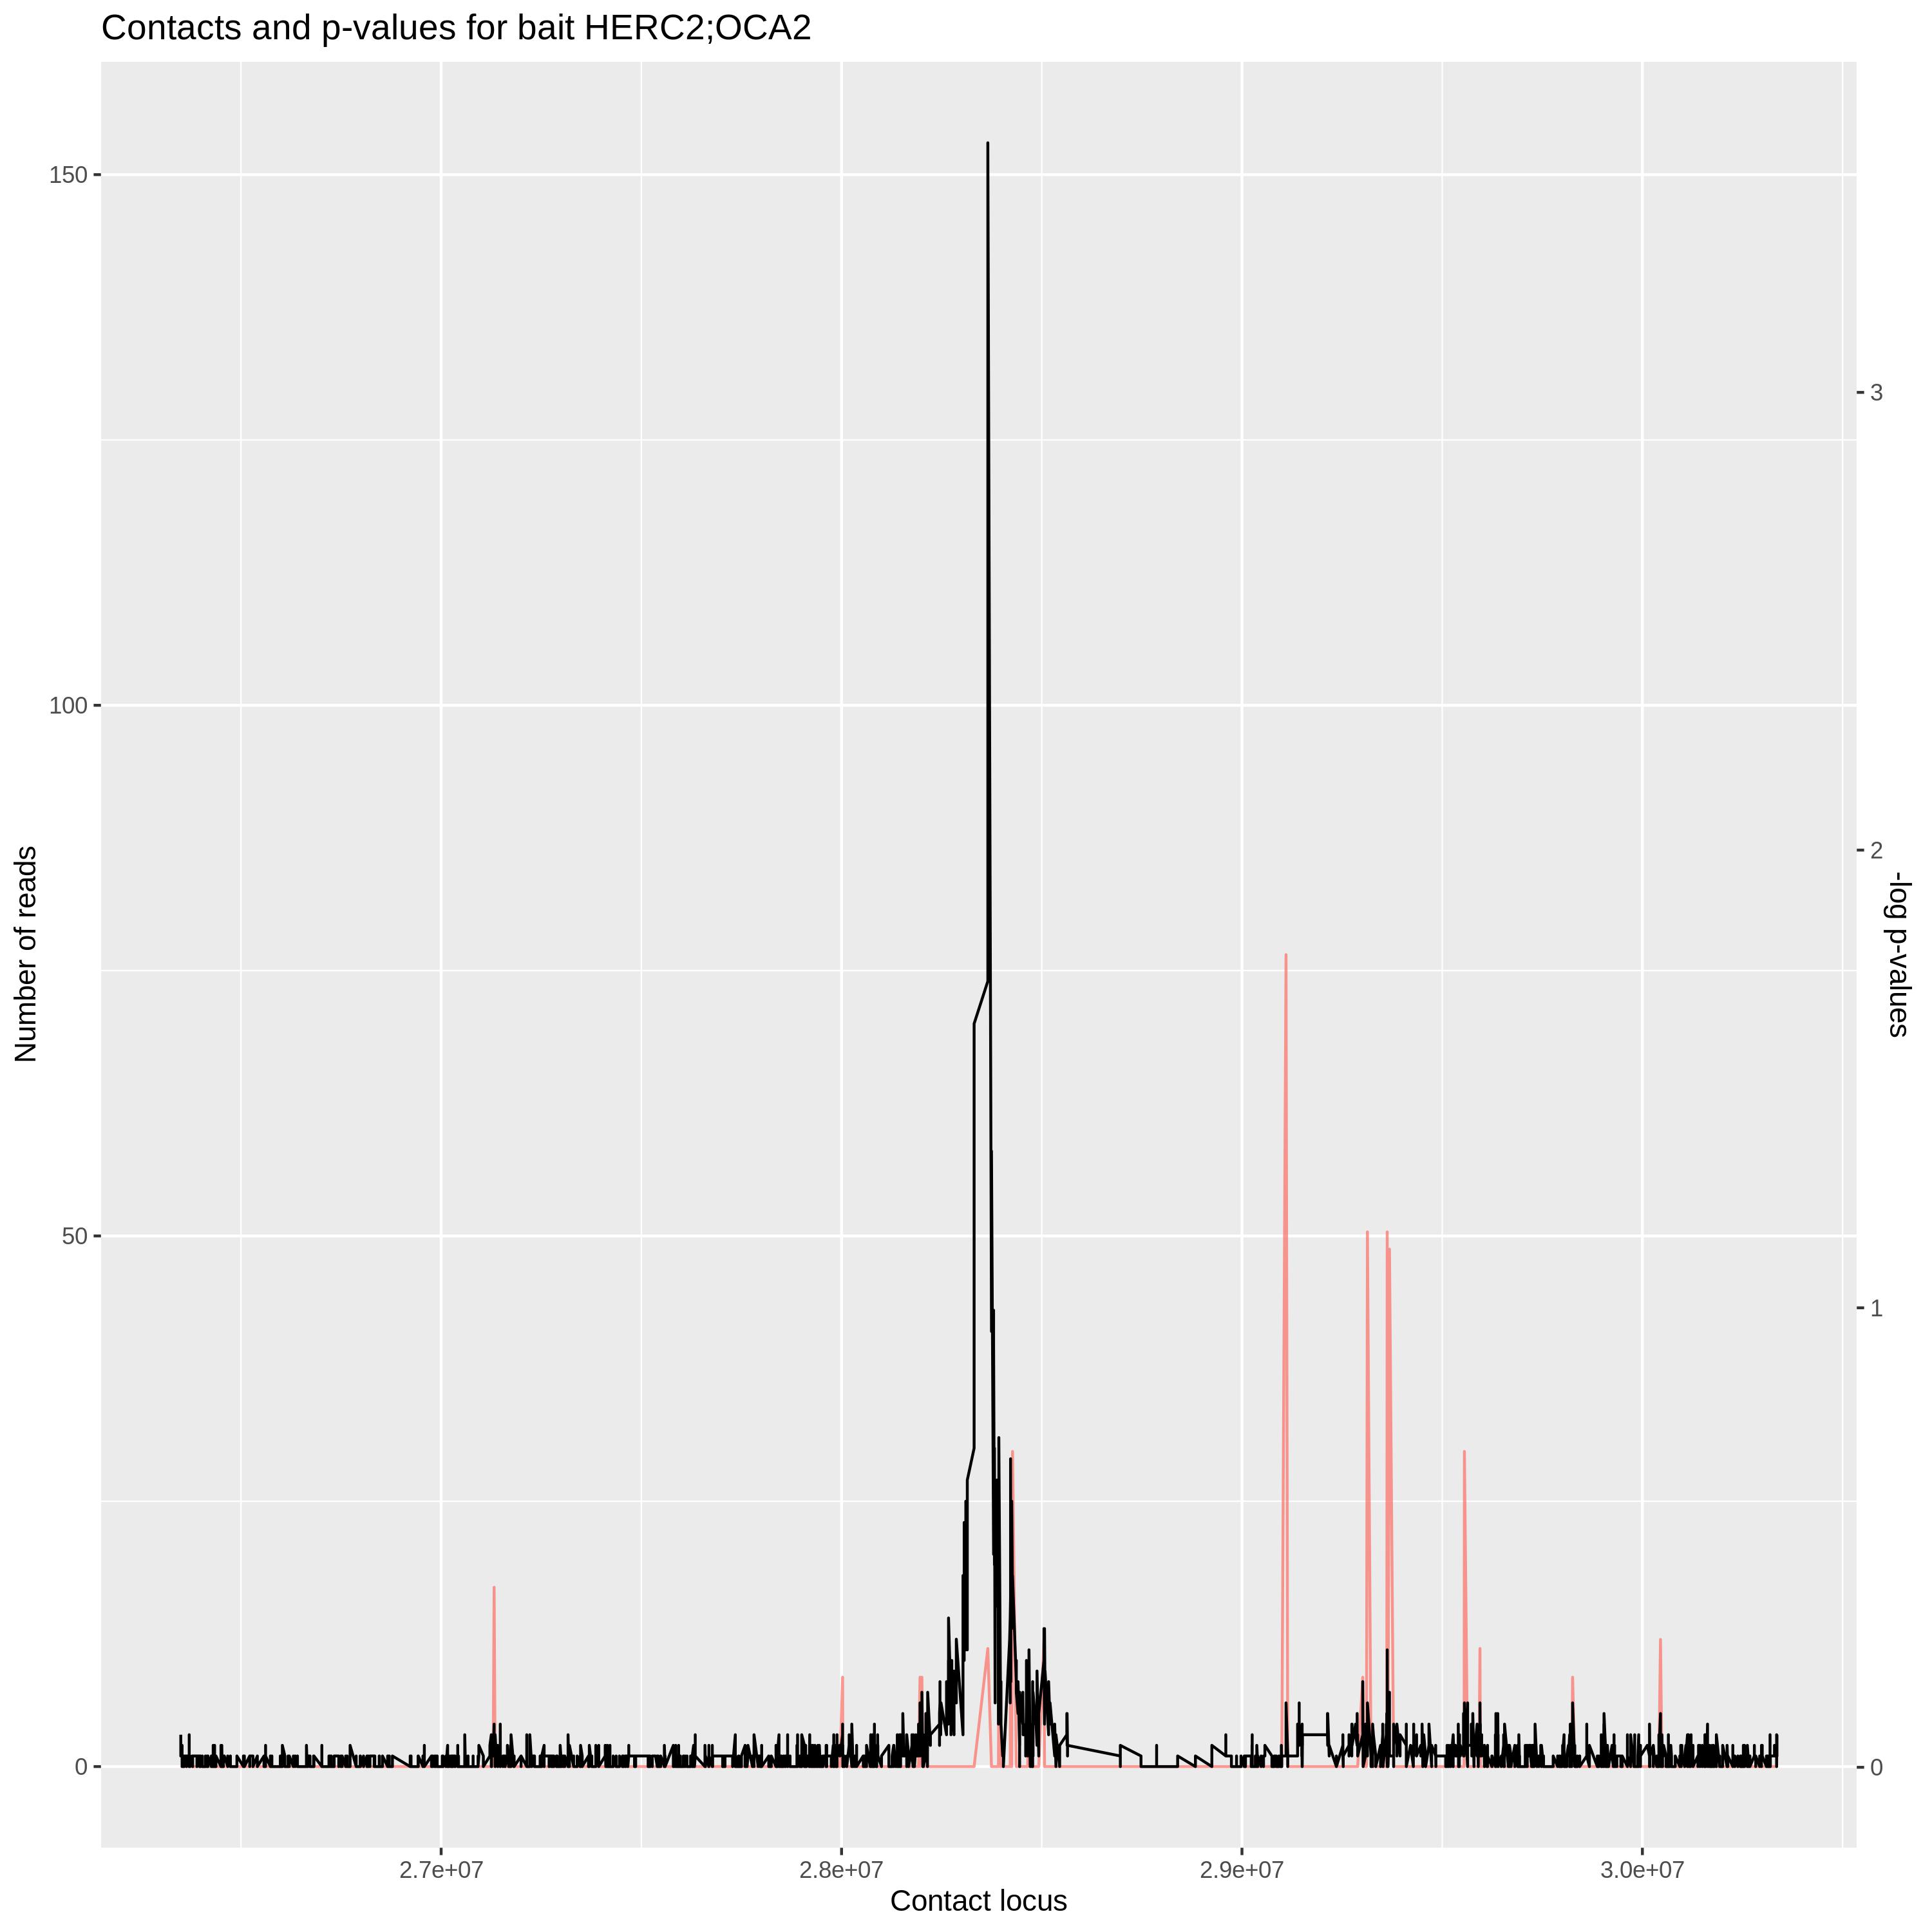 Contacts and p-values for bait HERC2;OCA2
150
100
50
0
Number of reads
3
2
1
0
-log p-values
2.7e+07
2.8e+07
2.9e+07
3.0e+07
Contact locus